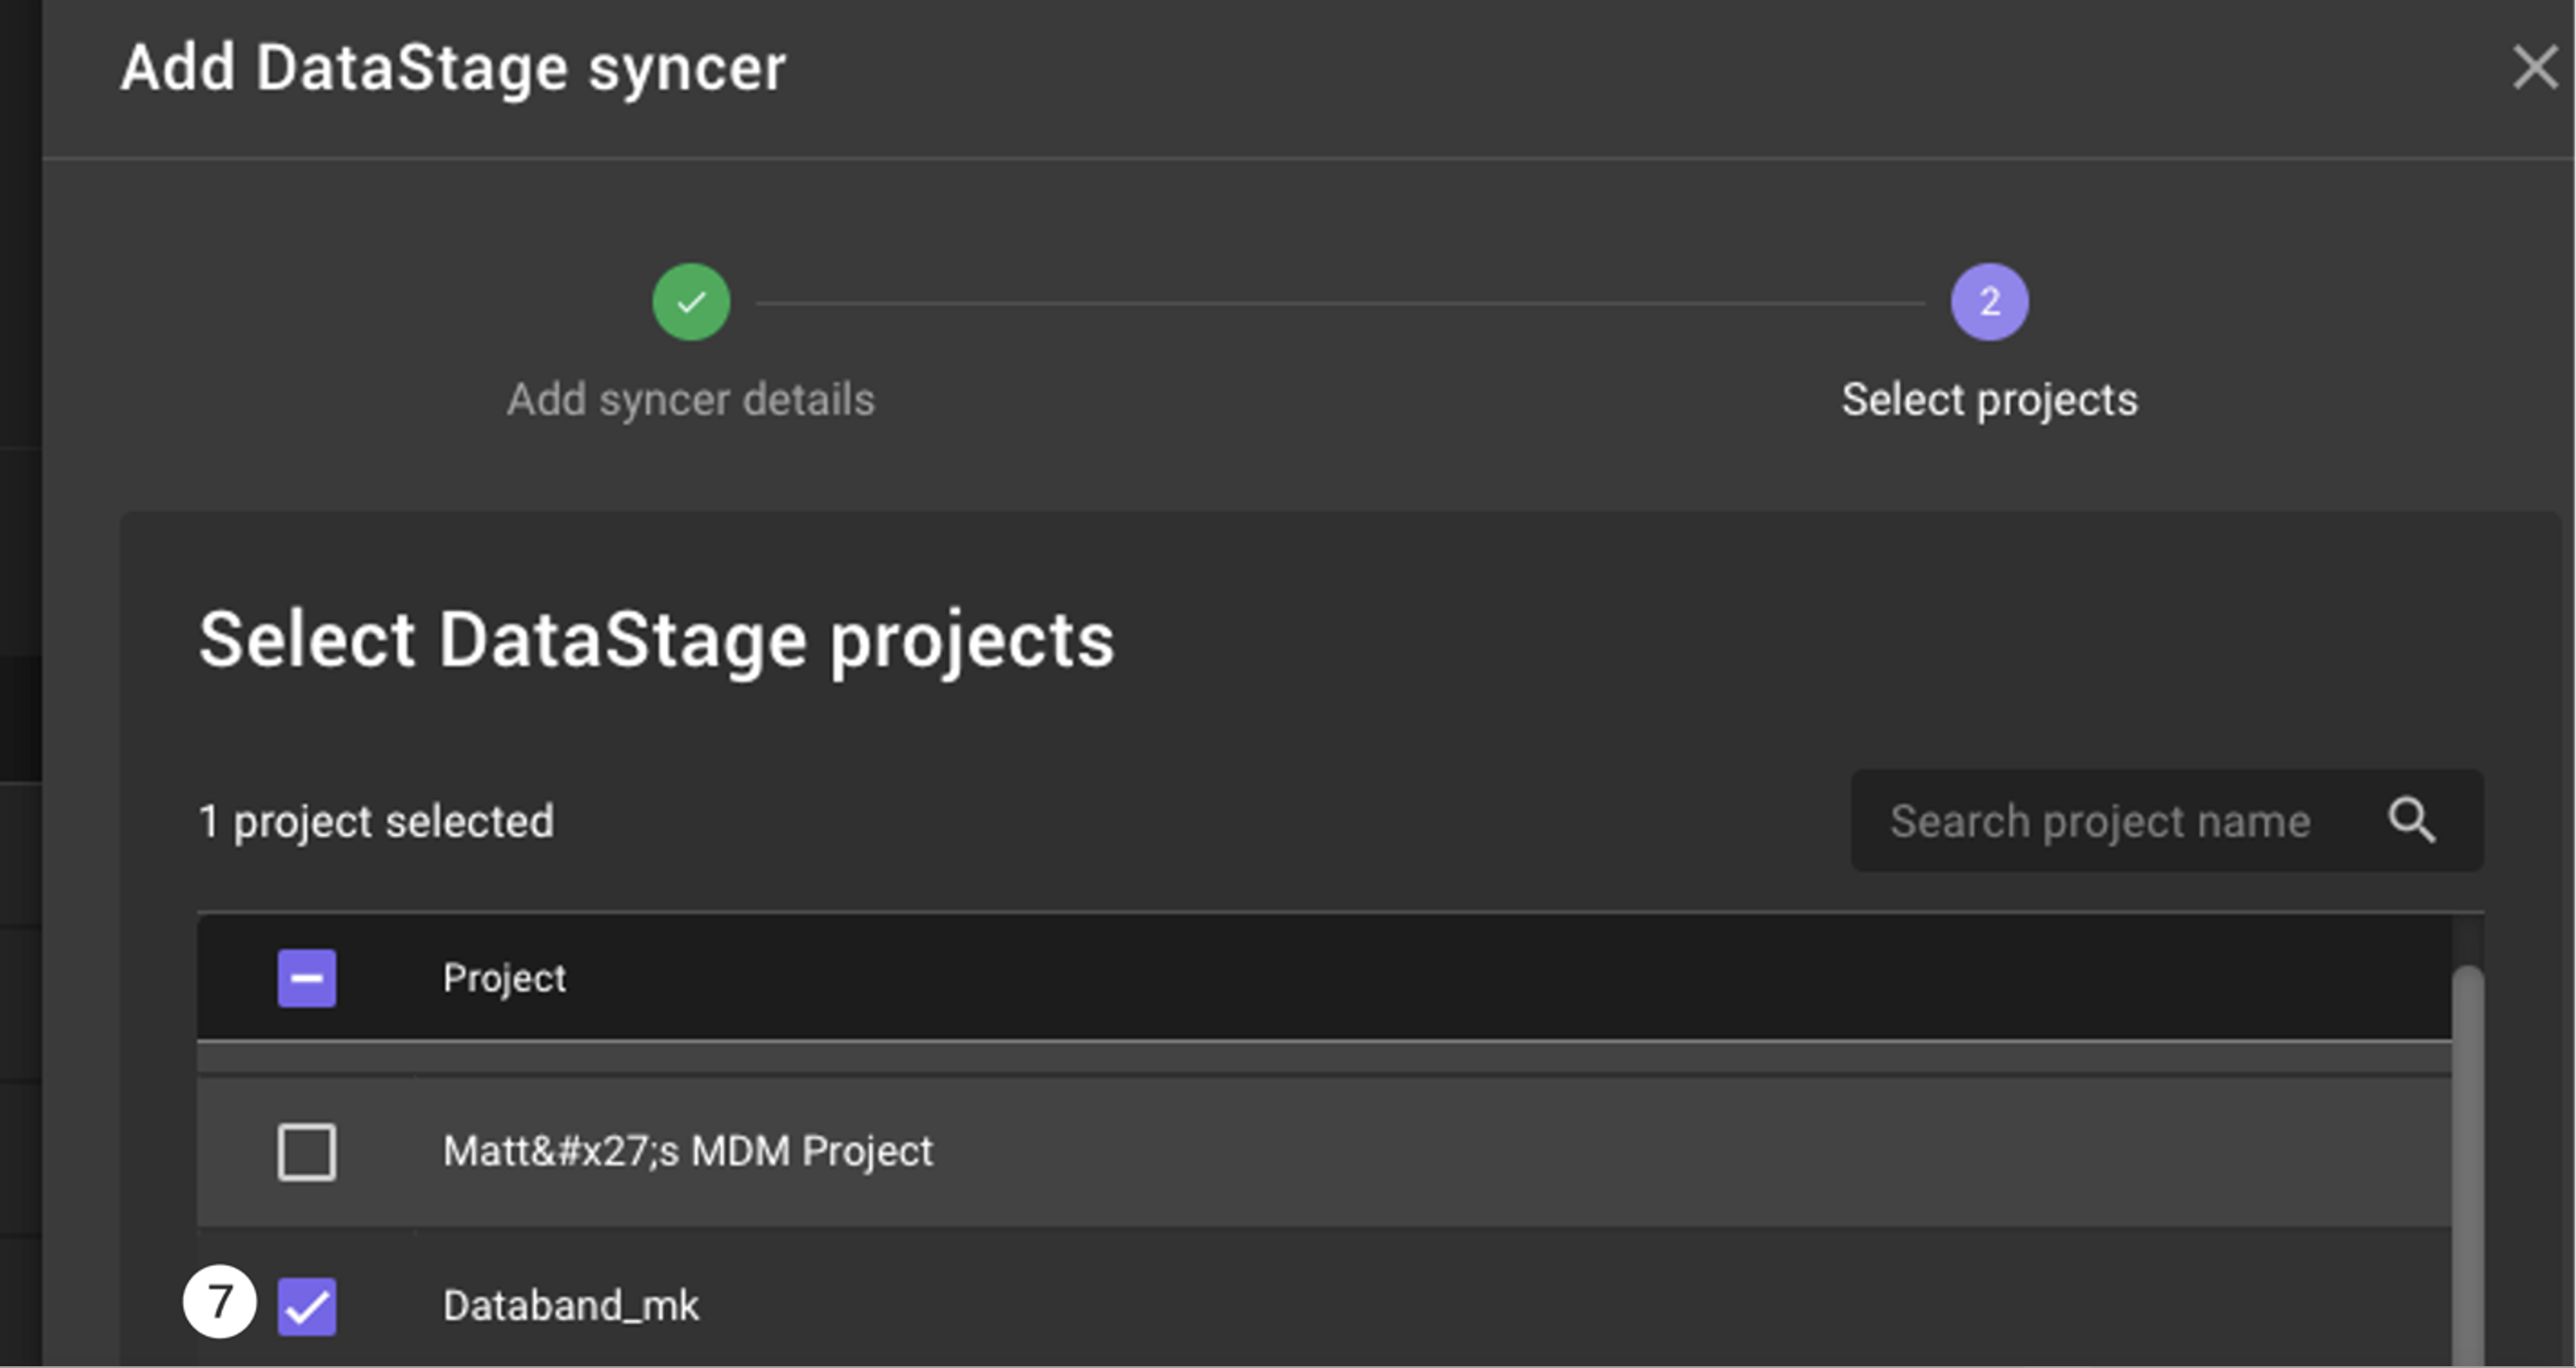 Add DataStage syncer
2
Add syncer details
Select projects
Select DataStage projects
1 project selected
Search project name
Project
Matt&#x27;s MDM Project
7
Databand_mk